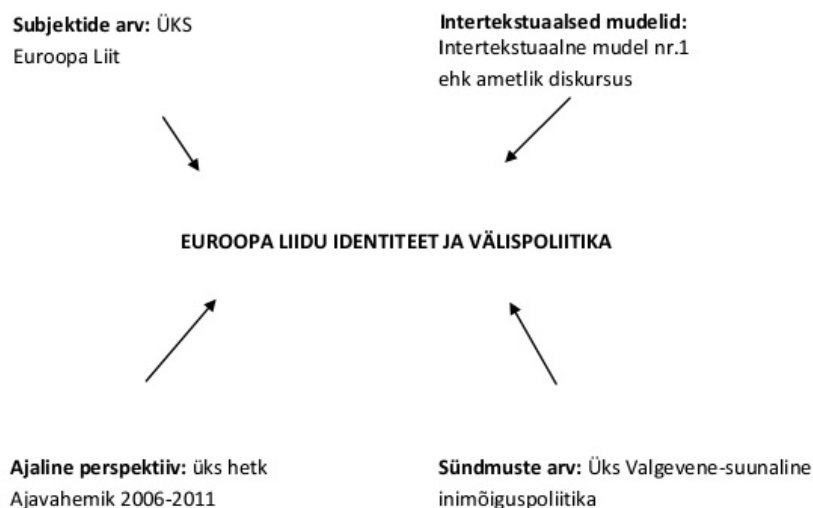 Subjektide arv: ÜKS
Euroopa Liit
Intertekstuaalsed mudelid:
Intertekstuaalne mudel nr.1
ehk ametlik diskursus
EUROOPA LIIDU IDENTITEET JA VÄLISPOLIITIKA
Ajaline perspektiiv: üks hetk
Ajavahemik 2006-2011
Sündmuste arv: Üks Valgevene-suunaline
inimõiguspoliitika